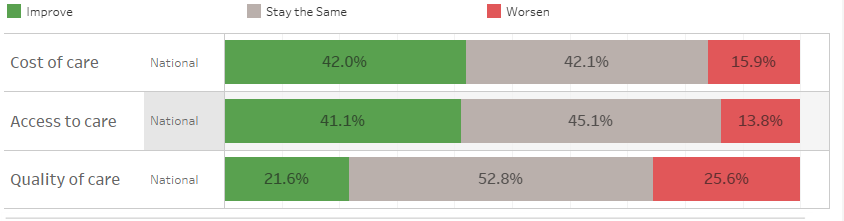 Improve Stay the Same Worsen
Cost of care National 42.0% 42.1% 15.9%
Access to care National 41.1% 45.1% 13.8%
Quality of care National 21.6% 52.8% 25.6%